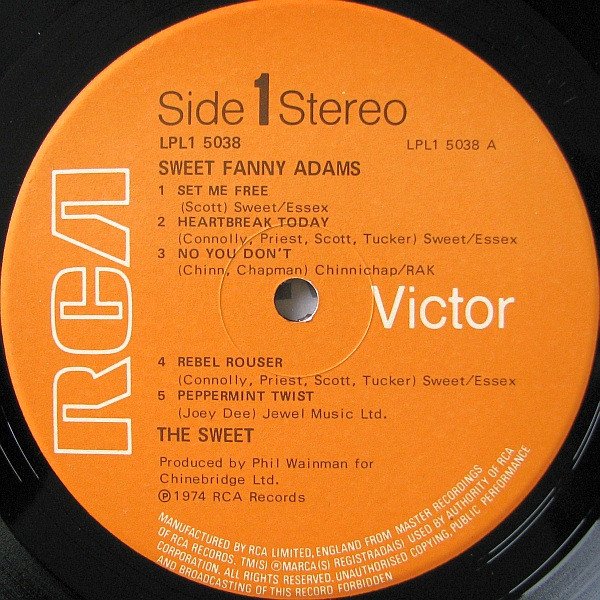 Side 1 Stereo
LPL1 5038
LPL1 5038 A
SWEET FANNY ADAMS
1 SET ME FREE
(Scott) Sweet/Essex
2 HEARTBREAK TODAY
(Connolly, Priest, Scott, Tucker) Sweet/Essex
3 NO YOU DON'T
(Chinn, Chapman) Chinnichap/RAK
RCA
Victor
4 REBEL ROUSER
(Connolly, Priest, Scott, Tucker) Sweet/Essex
5 PEPPERMINT TWIST
(Joey Dee) Jewel Music Ltd.
THE SWEET
Produced by Phil Wainman for
Chinebridge Ltd.
℗ 1974 RCA Records
MANUFACTURED BY RCA LIMITED, ENGLAND FROM MASTER RECORDINGS
OF RCA RECORDS. TM(S) ® MARCA(S) REGISTRADA(S) USED BY AUTHORITY OF RCA
CORPORATION. ALL RIGHTS RESERVED. UNAUTHORISED COPYING, PUBLIC PERFORMANCE
AND BROADCASTING OF THIS RECORD FORBIDDEN